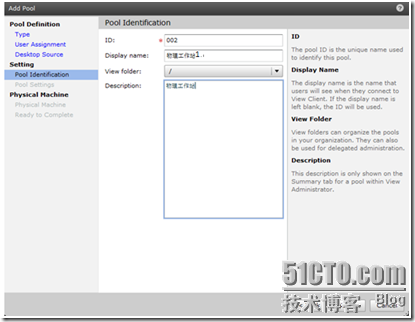 Add Pool
Pool Definition
Type
User Assignment
Desktop Source
Setting
Pool Identification
Pool Settings
Physical Machine
Physical Machine
Ready to Complete
Pool Identification
ID:
* 002
Display name:
物理工作站1.
View folder:
/
Description:
物理工作站
ID
The pool ID is the unique name used to identify this pool.
Display Name
The display name is the name that users will see when they connect to View Client. If the display name is left blank, the ID will be used.
View Folder
View folders can organize the pools in your organization. They can also be used for delegated administration.
Description
This description is only shown on the Summary tab for a pool within View Administrator.
51CTO.com
技术博客 Blog